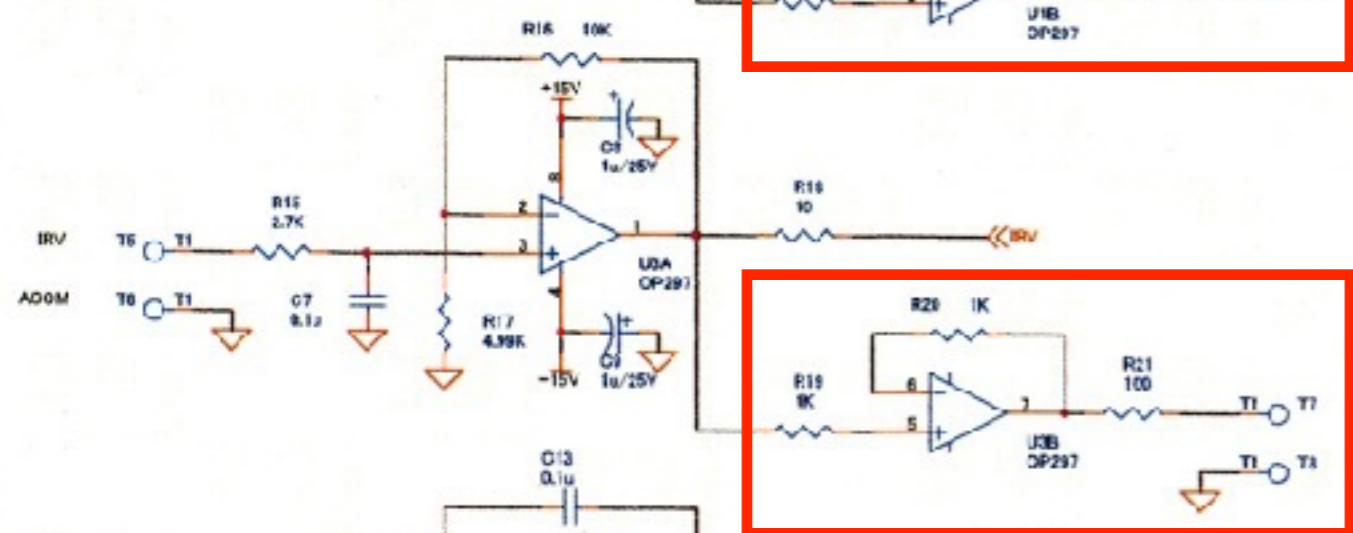 U1B
OP297
R16 10K
+15V
C8
1u/25V
8
R15
2.7K
R18
10
2
1
IRV
T5
T1
3
IRV
U3A
OP297
AGOM
T6
T1
C7
0.1u
4
R17
4.99K
C9
-15V
1u/25V
R20 1K
R19
1K
6
R21
100
7
T1
T7
5
U3B
OP297
C13
0.1u
T1
T8